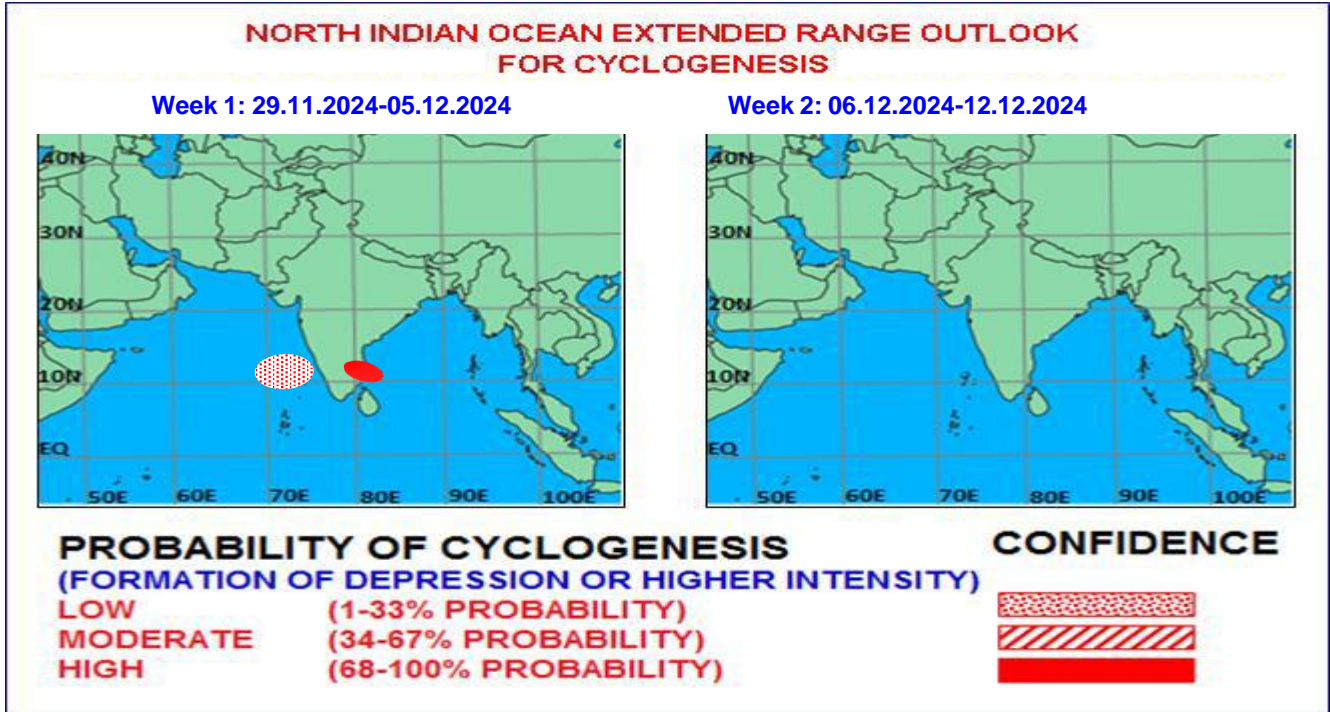 NORTH INDIAN OCEAN EXTENDED RANGE OUTLOOK
FOR CYCLOGENESIS
Week 1: 29.11.2024-05.12.2024
Week 2: 06.12.2024-12.12.2024
40N
30N
20N
10N
EQ
50E 60E 70E 80E 90E 100E
40N
30N
20N
10N
EQ
50E 60E 70E 80E 90E 100E
PROBABILITY OF CYCLOGENESIS
CONFIDENCE
(FORMATION OF DEPRESSION OR HIGHER INTENSITY)
LOW (1-33% PROBABILITY)
MODERATE (34-67% PROBABILITY)
HIGH (68-100% PROBABILITY)